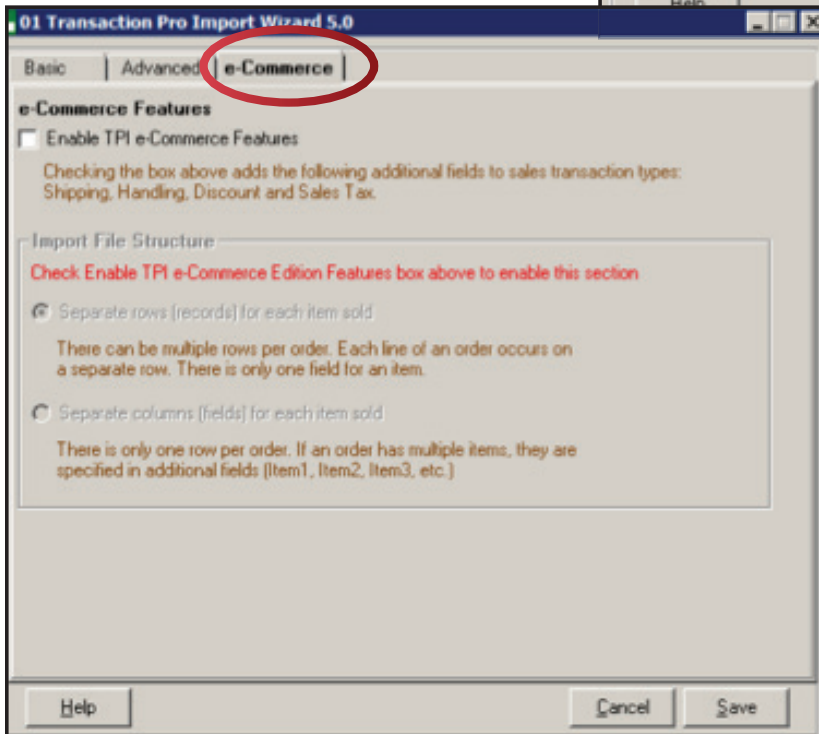 Help
01 Transaction Pro Import Wizard 5.0
Basic Advanced e-Commerce
e-Commerce Features
Enable TPI e-Commerce Features
Checking the box above adds the following additional fields to sales transaction types:
Shipping, Handling, Discount and Sales Tax.
Import File Structure
Check Enable TPI e-Commerce Edition Features box above to enable this section
Separate rows (records) for each item sold
There can be multiple rows per order. Each line of an order occurs on
a separate row. There is only one field for an item.
Separate columns (fields) for each item sold
There is only one row per order. If an order has multiple items, they are
specified in additional fields (Item1, Item2, Item3, etc.)
Help Cancel Save